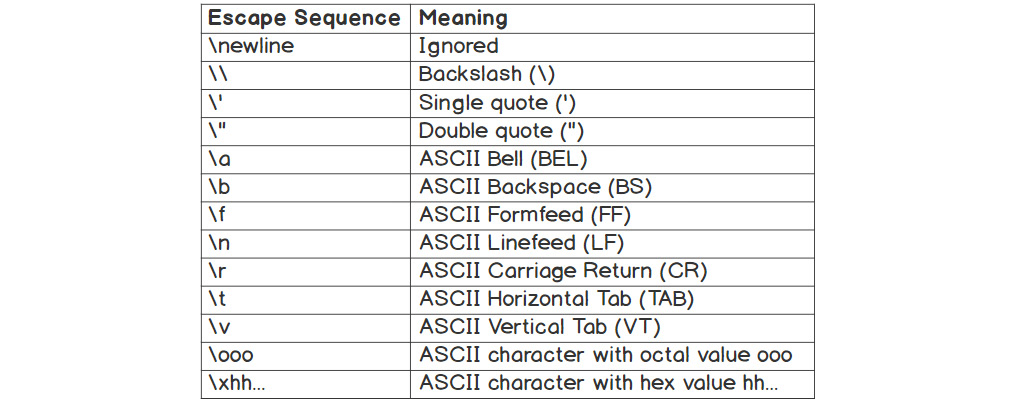 Escape Sequence Meaning
\newline Ignored
\\ Backslash (\)
\' Single quote (')
\" Double quote (")
\a ASCII Bell (BEL)
\b ASCII Backspace (BS)
\f ASCII Formfeed (FF)
\n ASCII Linefeed (LF)
\r ASCII Carriage Return (CR)
\t ASCII Horizontal Tab (TAB)
\v ASCII Vertical Tab (VT)
\ooo ASCII character with octal value ooo
\xhh... ASCII character with hex value hh...